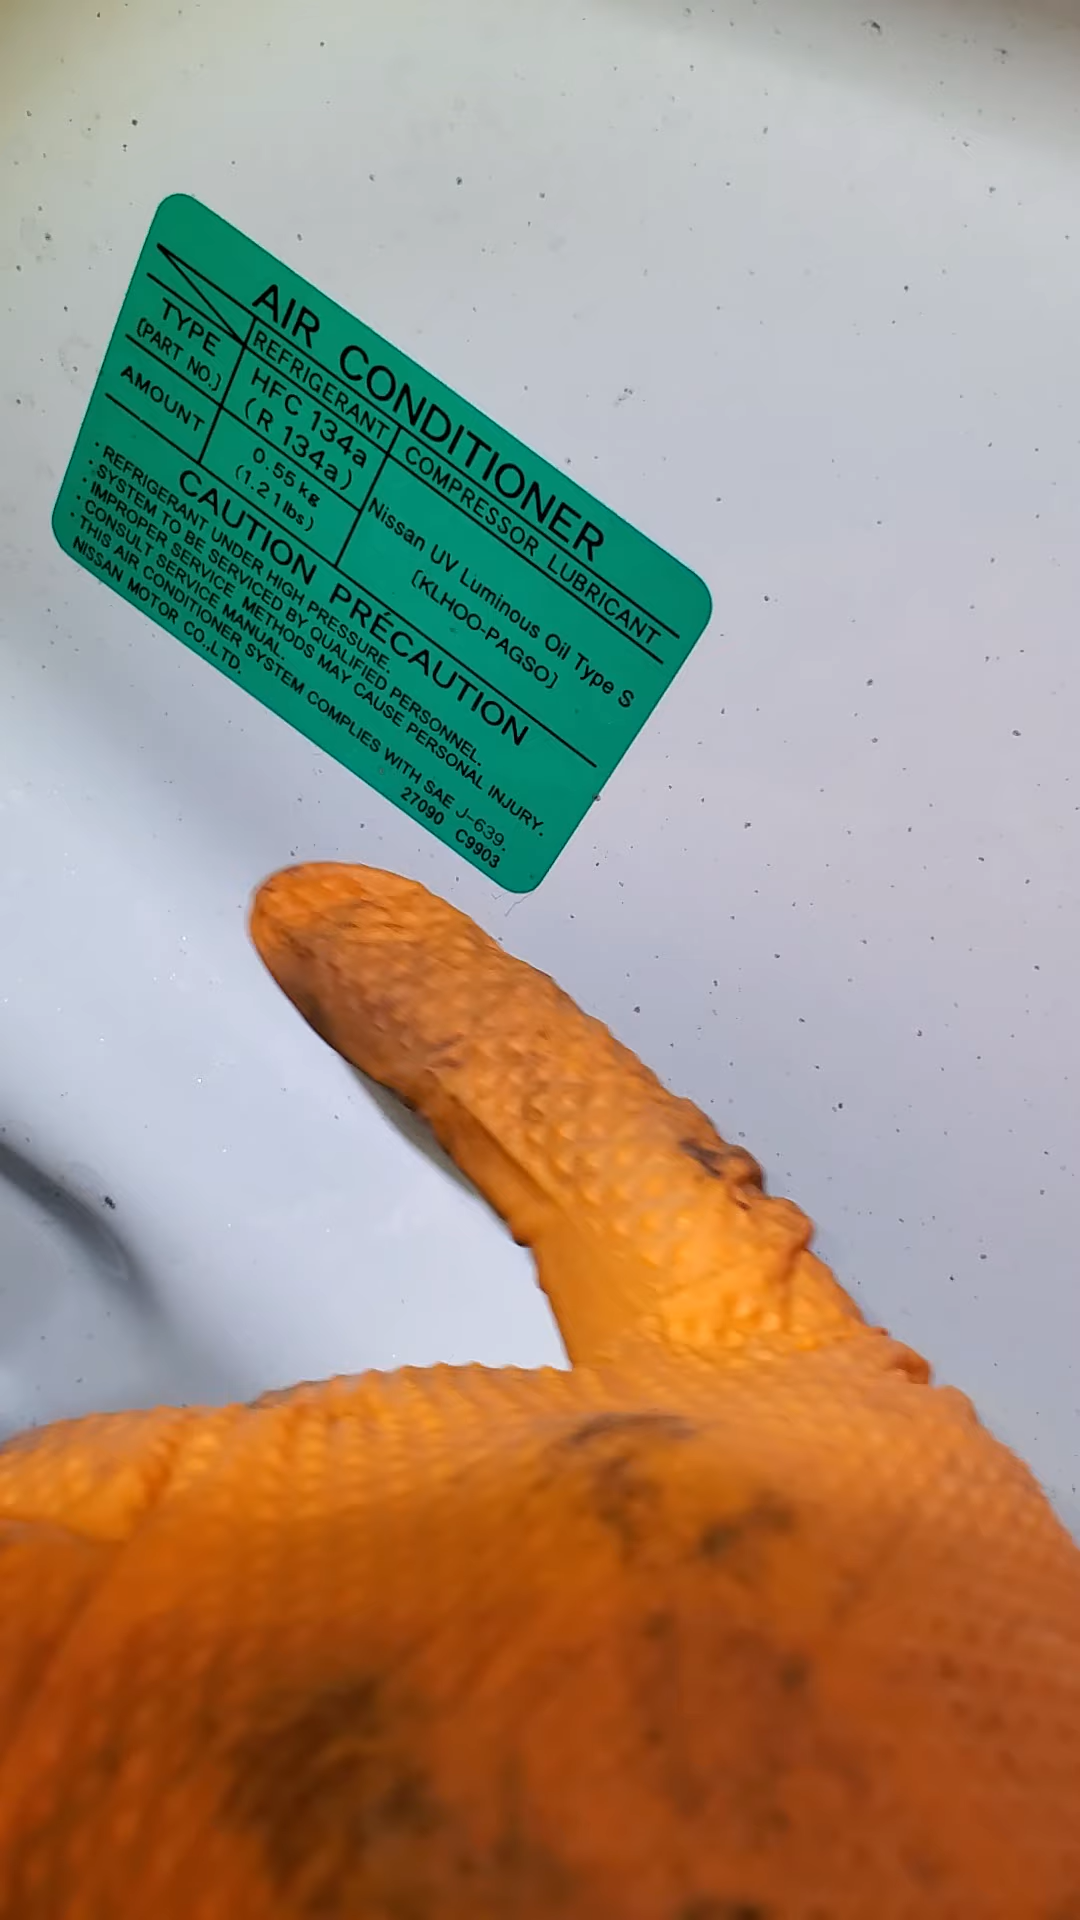 AIR CONDITIONER
REFRIGERANT COMPRESSOR LUBRICANT
TYPE
(PART NO.)
HFC 134a
(R 134a)
Nissan UV Luminous Oil Type S
[KLHOO-PAGSO]
AMOUNT
0.55kg
(1.21lbs)
CAUTION PRÉCAUTION
· REFRIGERANT UNDER HIGH PRESSURE.
· SYSTEM TO BE SERVICED BY QUALIFIED PERSONNEL.
· IMPROPER SERVICE METHODS MAY CAUSE PERSONAL INJURY.
· CONSULT SERVICE MANUAL.
· THIS AIR CONDITIONER SYSTEM COMPLIES WITH SAE J-639.
NISSAN MOTOR CO.,LTD.
27090 C9903